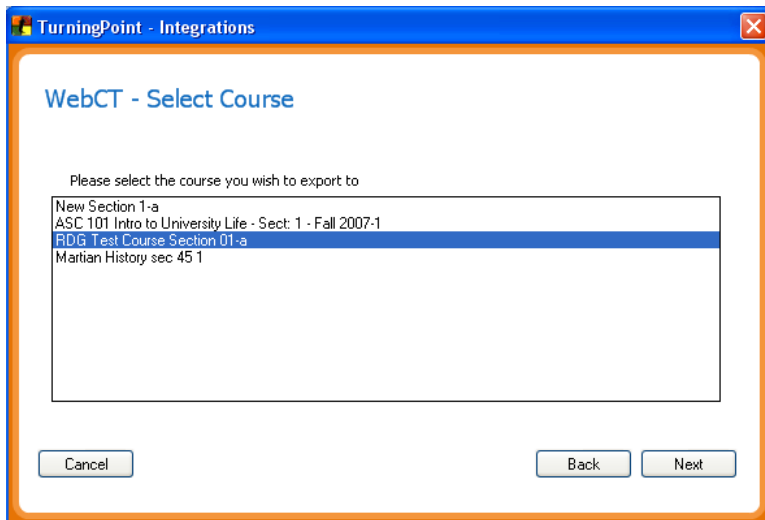 TurningPoint - Integrations
WebCT - Select Course
Please select the course you wish to export to
New Section 1-a
ASC 101 Intro to University Life - Sect: 1 - Fall 2007-1
RDG Test Course Section 01-a
Martian History sec 45 1
Cancel Back Next